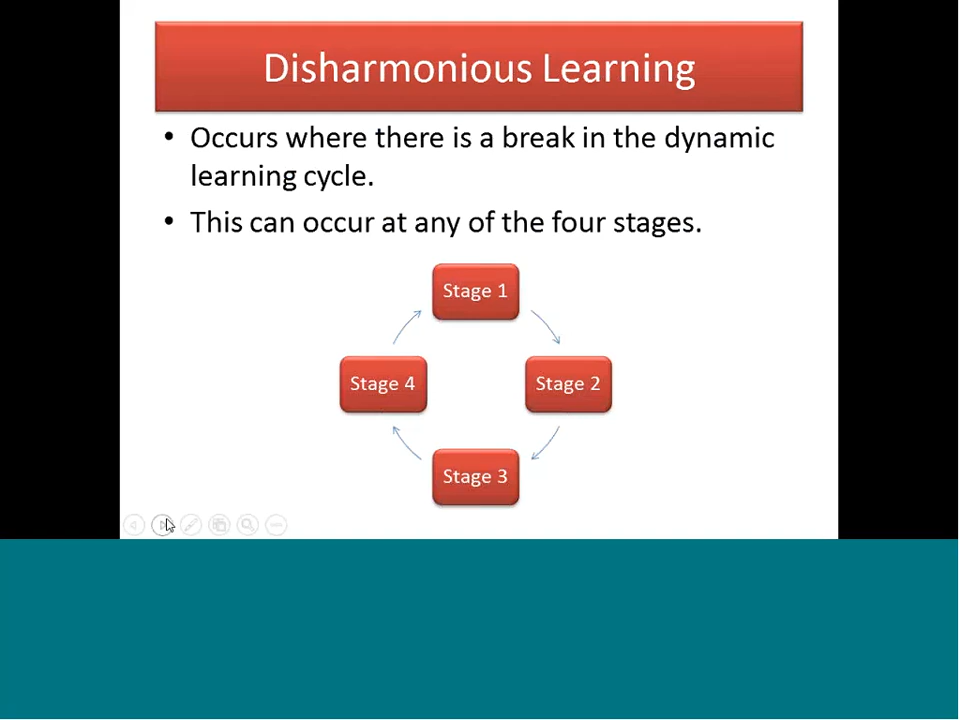 Disharmonious Learning
• Occurs where there is a break in the dynamic
learning cycle.
• This can occur at any of the four stages.
Stage 1
Stage 4
Stage 2
Stage 3